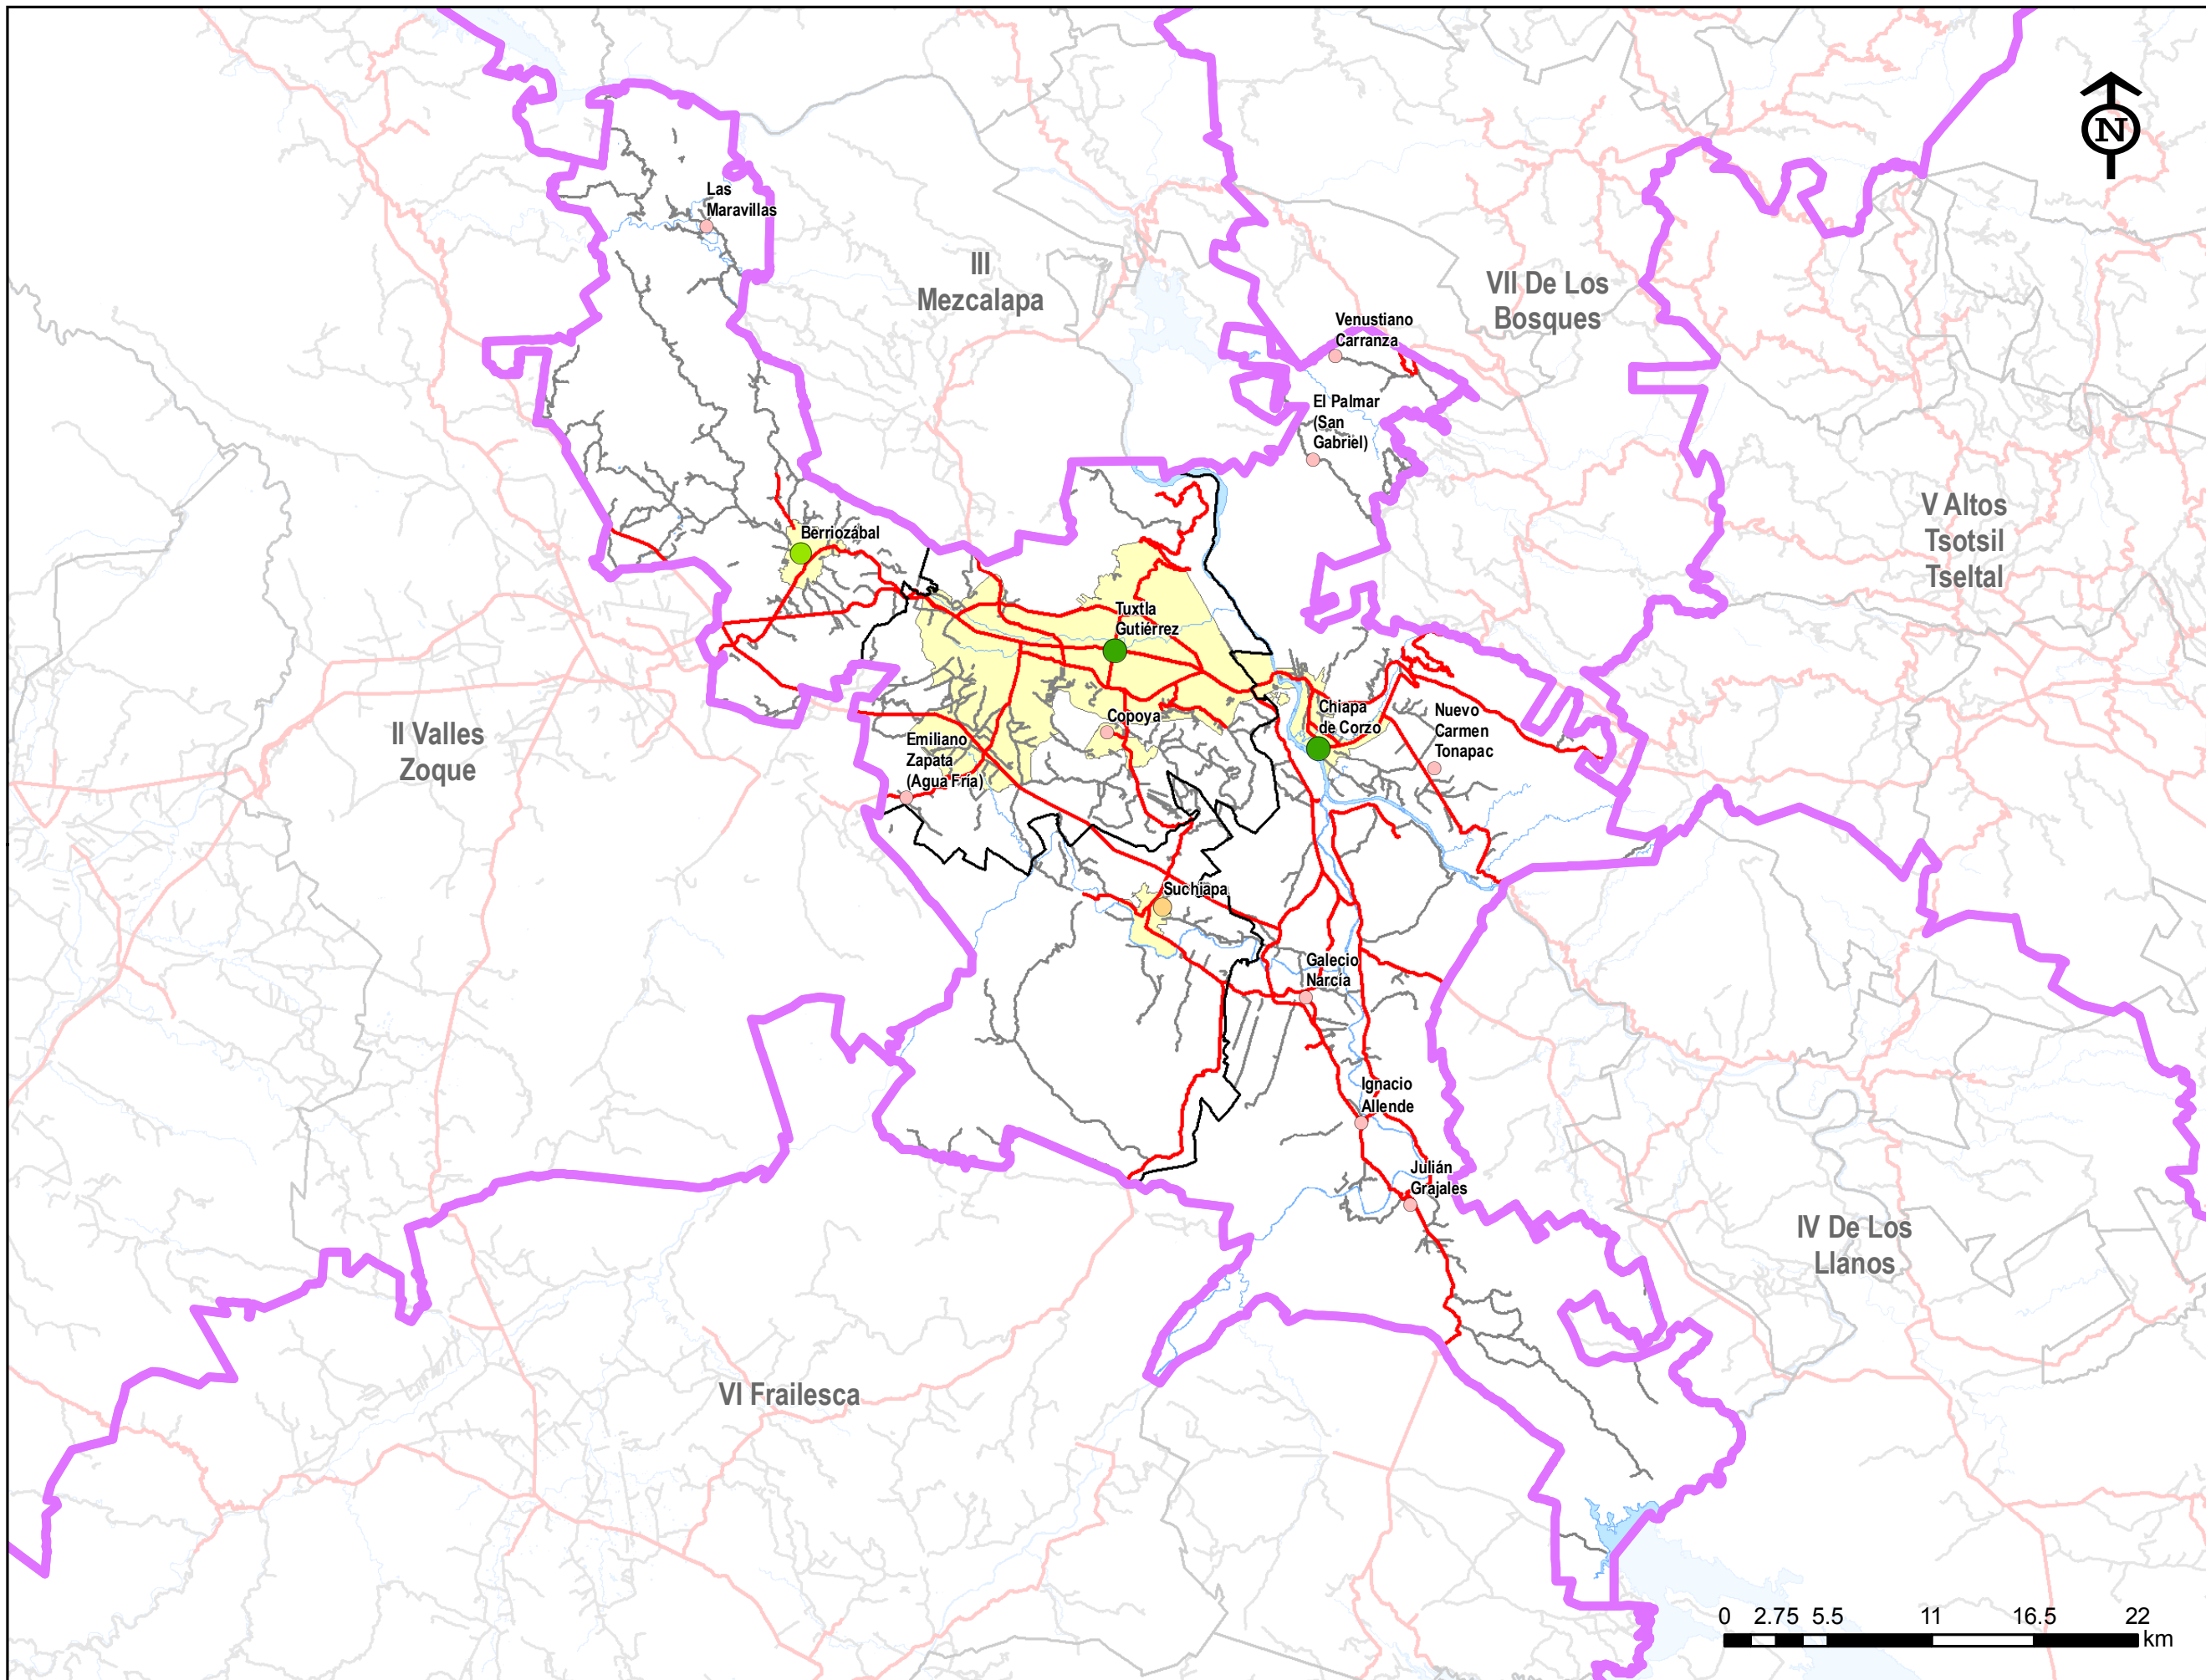 N
Las
Maravillas
III
Mezcalapa
VII De Los
Bosques
Venustiano
Carranza
El Palmar
(San
Gabriel)
V Altos
Tsotsil
Tseltal
Berriozábal
Tuxtla
Gutiérrez
II Valles
Zoque
Copoya
Emiliano
Zapata
(Agua Fría)
Chiapa
de Corzo
Nuevo
Carmen
Tonapac
Suchiapa
Galecio
Narcía
Ignacio
Allende
Julián
Grajales
IV De Los
Llanos
VI Frailesca
0 2.75 5.5 11 16.5 22
km